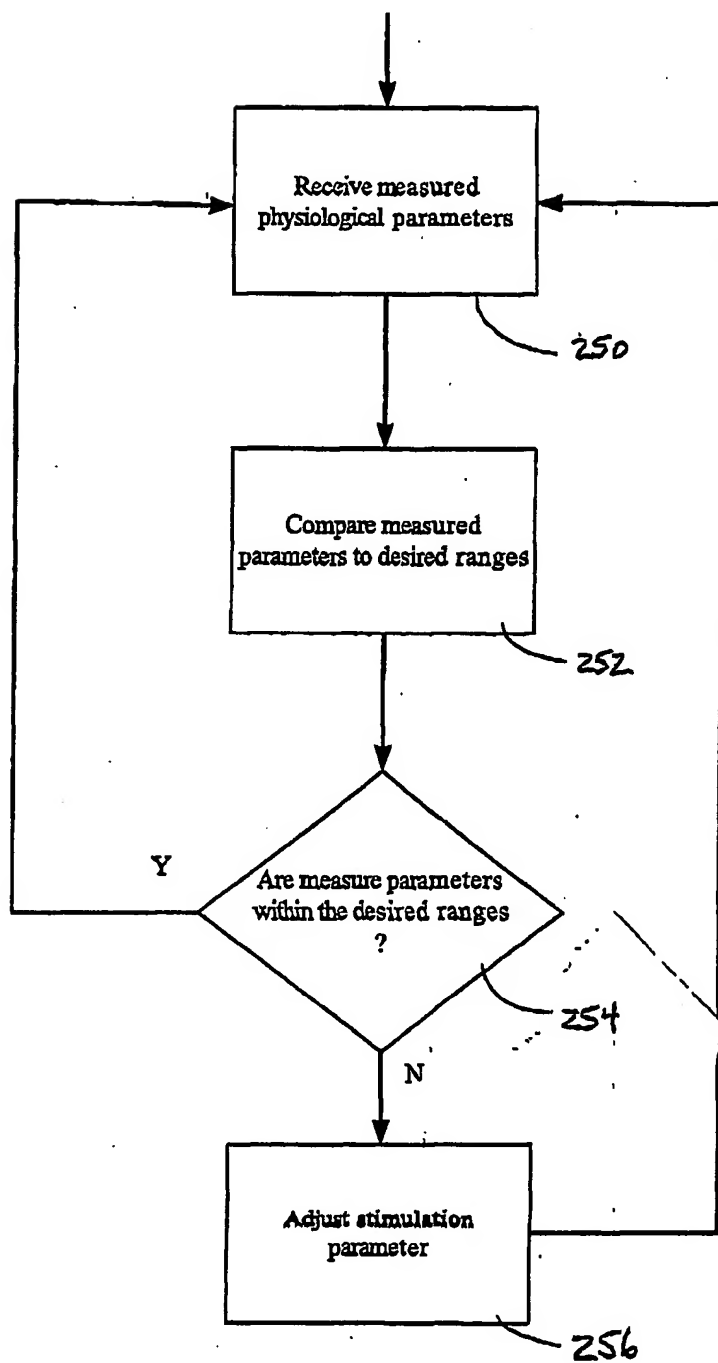 Receive measured
physiological parameters
250
Compare measured
parameters to desired ranges
252
Y
Are measure parameters
within the desired ranges
?
254
N
Adjust stimulation
parameter
256